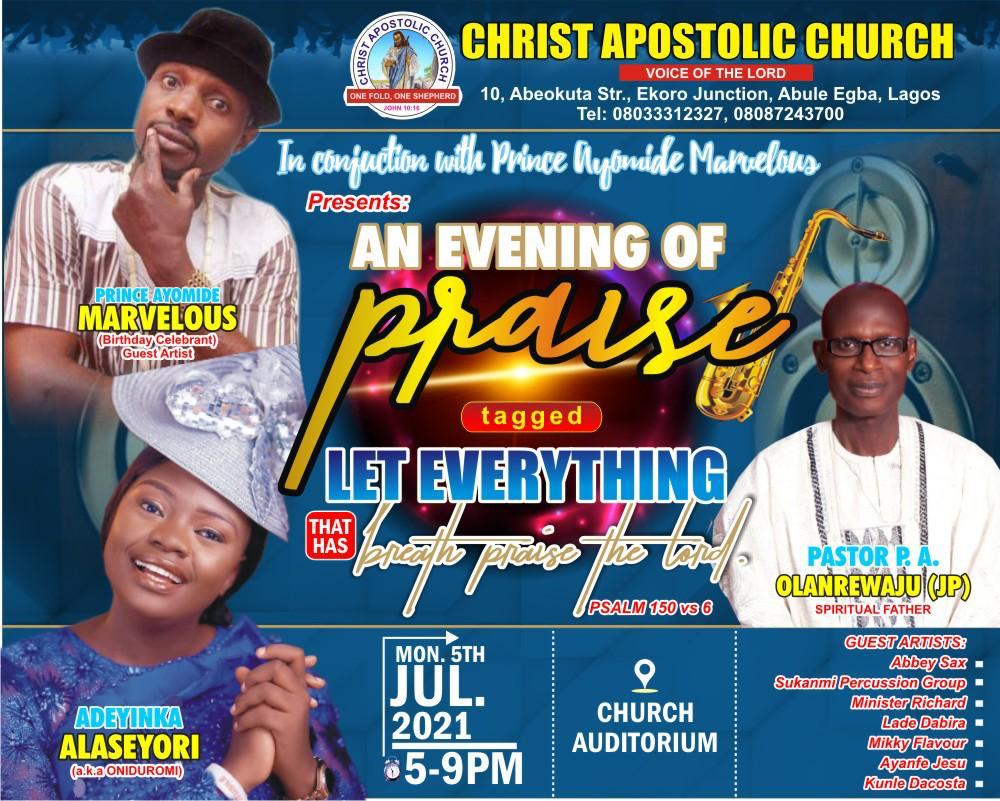 CHRIST APOSTOLIC CHURCH
ONE FOLD, ONE SHEPHERD
JOHN 10:16
CHRIST APOSTOLIC CHURCH
VOICE OF THE LORD
10, Abeokuta Str., Ekoro Junction, Abule Egba, Lagos
Tel: 08033312327, 08087243700
In conjuction with Prince Ayomide Marvelous
Presents:
AN EVENING OF
praise
tagged
LET EVERYTHING
THAT
HAS
breath praise the lord.
PSALM 150 vs 6
PRINCE AYOMIDE
MARVELOUS
(Birthday Celebrant)
Guest Artist
PASTOR P. A.
OLANREWAJU (JP)
SPIRITUAL FATHER
ADEYINKA
ALASEYORI
(a.k.a ONIDUROMI)
MON. 5TH
JUL.
2021
5-9PM
CHURCH
AUDITORIUM
GUEST ARTISTS:
Abbey Sax
Sukanmi Percussion Group
Minister Richard
Lade Dabira
Mikky Flavour
Ayanfe Jesu
Kunle Dacosta